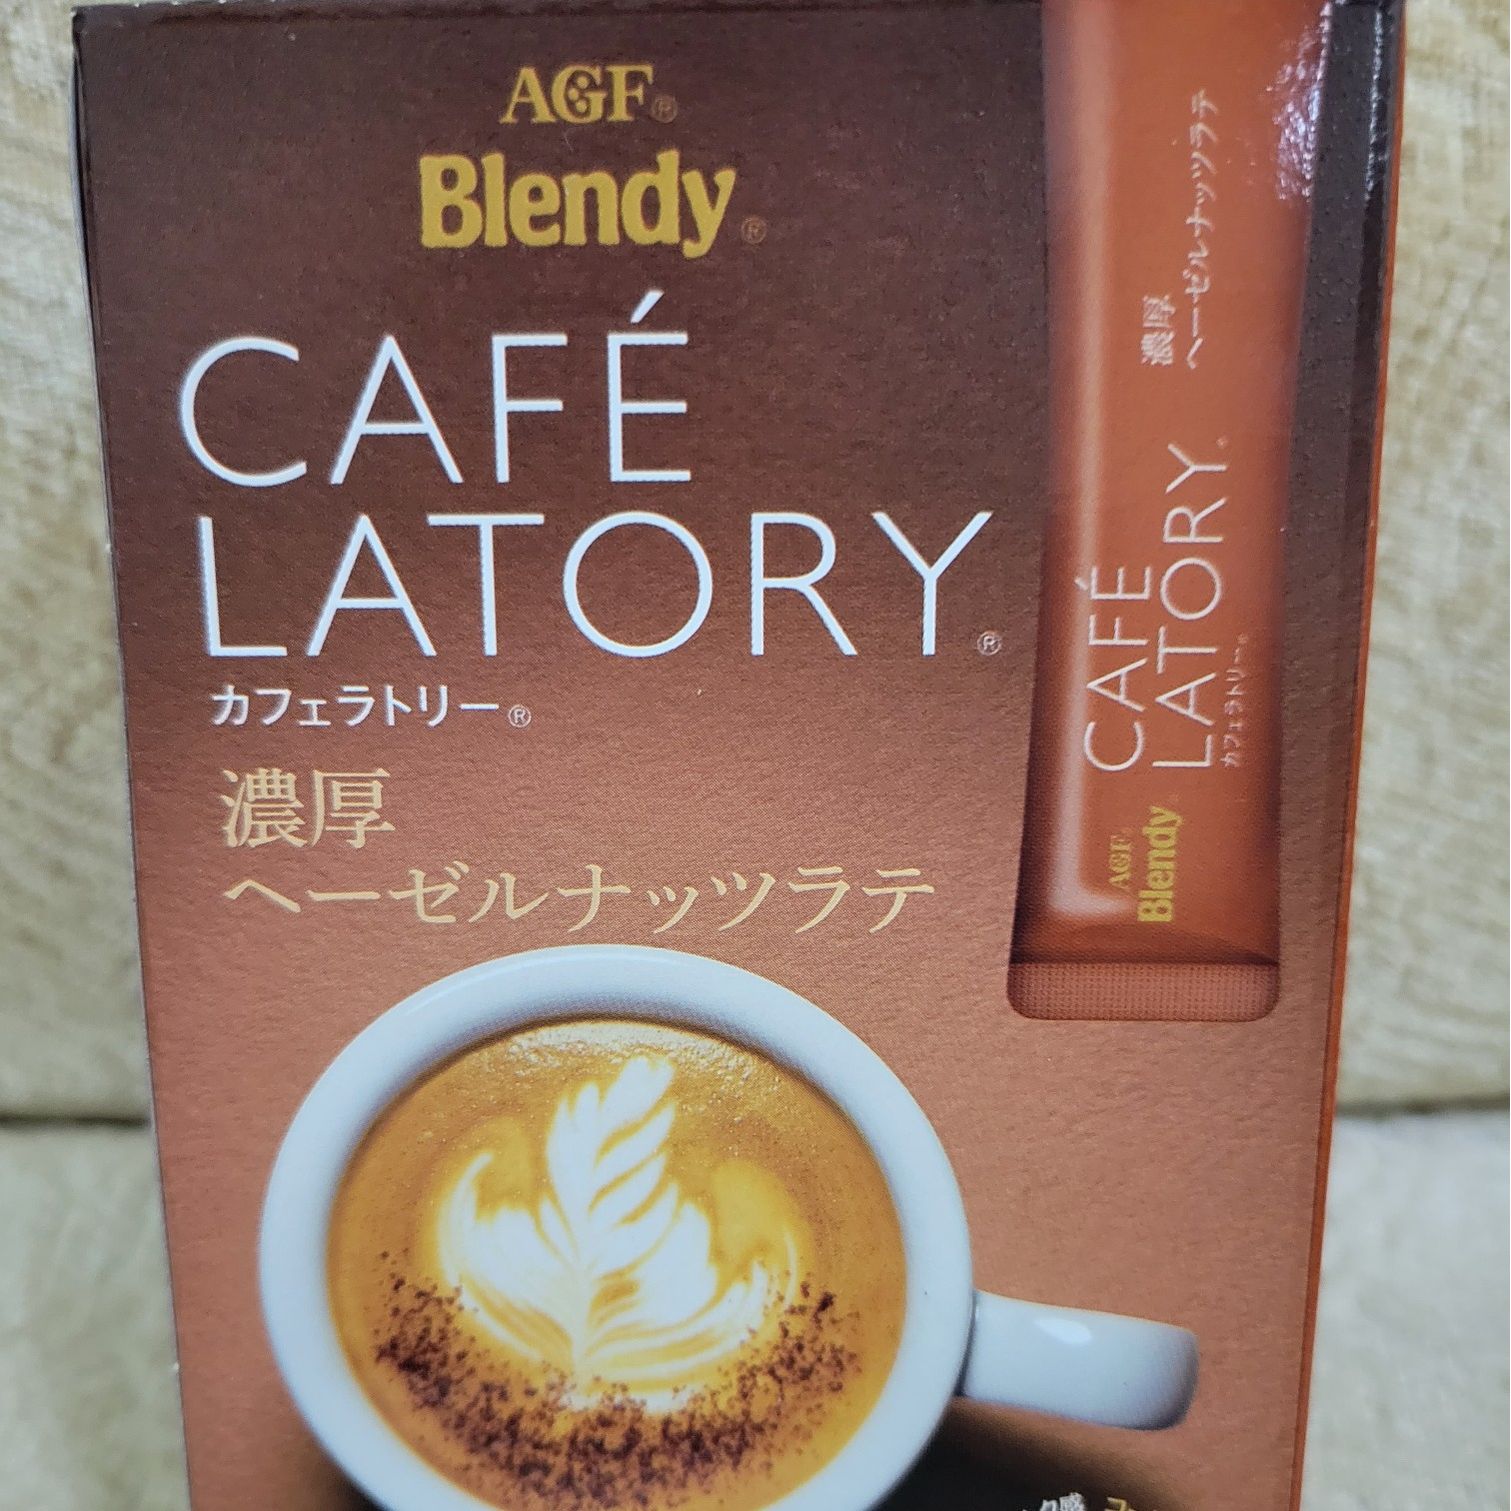 AGF®
Blendy®
CAFÉ
LATORY®
カフェラトリー®
濃厚
ヘーゼルナッツラテ
AGF
Blendy
CAFÉ
LATORY®
カフェラトリー®
濃厚
ヘーゼルナッツラテ